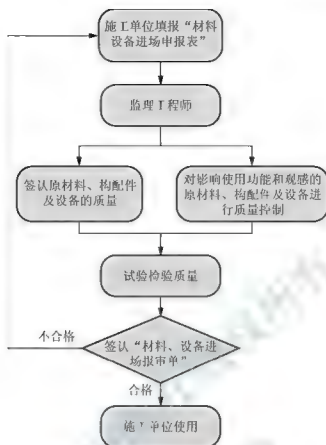 施工单位填报“材料
设备进场申报表”
监理工程师
签认原材料、构配件
及设备的质量
对影响使用功能和观感的
原材料、构配件及设备进
行质量控制
试验检验质量
不合格
签认“材料、设备进
场报审单”
合格
施工单位使用